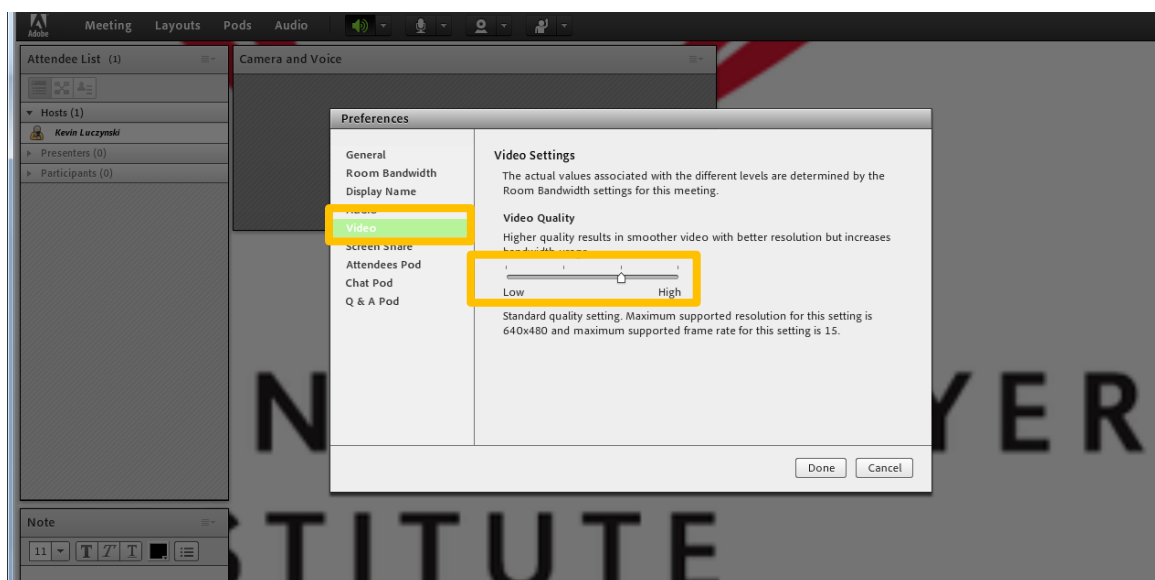 Adobe Meeting Layouts Pods Audio
Attendee List (1)
Camera and Voice
Hosts (1)
Kevin Luczynski
Presenters (0)
Participants (0)
Preferences
General
Room Bandwidth
Display Name
Audio
Video
Screen Share
Attendees Pod
Chat Pod
Q & A Pod
Video Settings
The actual values associated with the different levels are determined by the
Room Bandwidth settings for this meeting.
Video Quality
Higher quality results in smoother video with better resolution but increases
bandwidth usage.
Low High
Standard quality setting. Maximum supported resolution for this setting is
640x480 and maximum supported frame rate for this setting is 15.
Done Cancel
N YER
STITUTE
Note
11 T T T